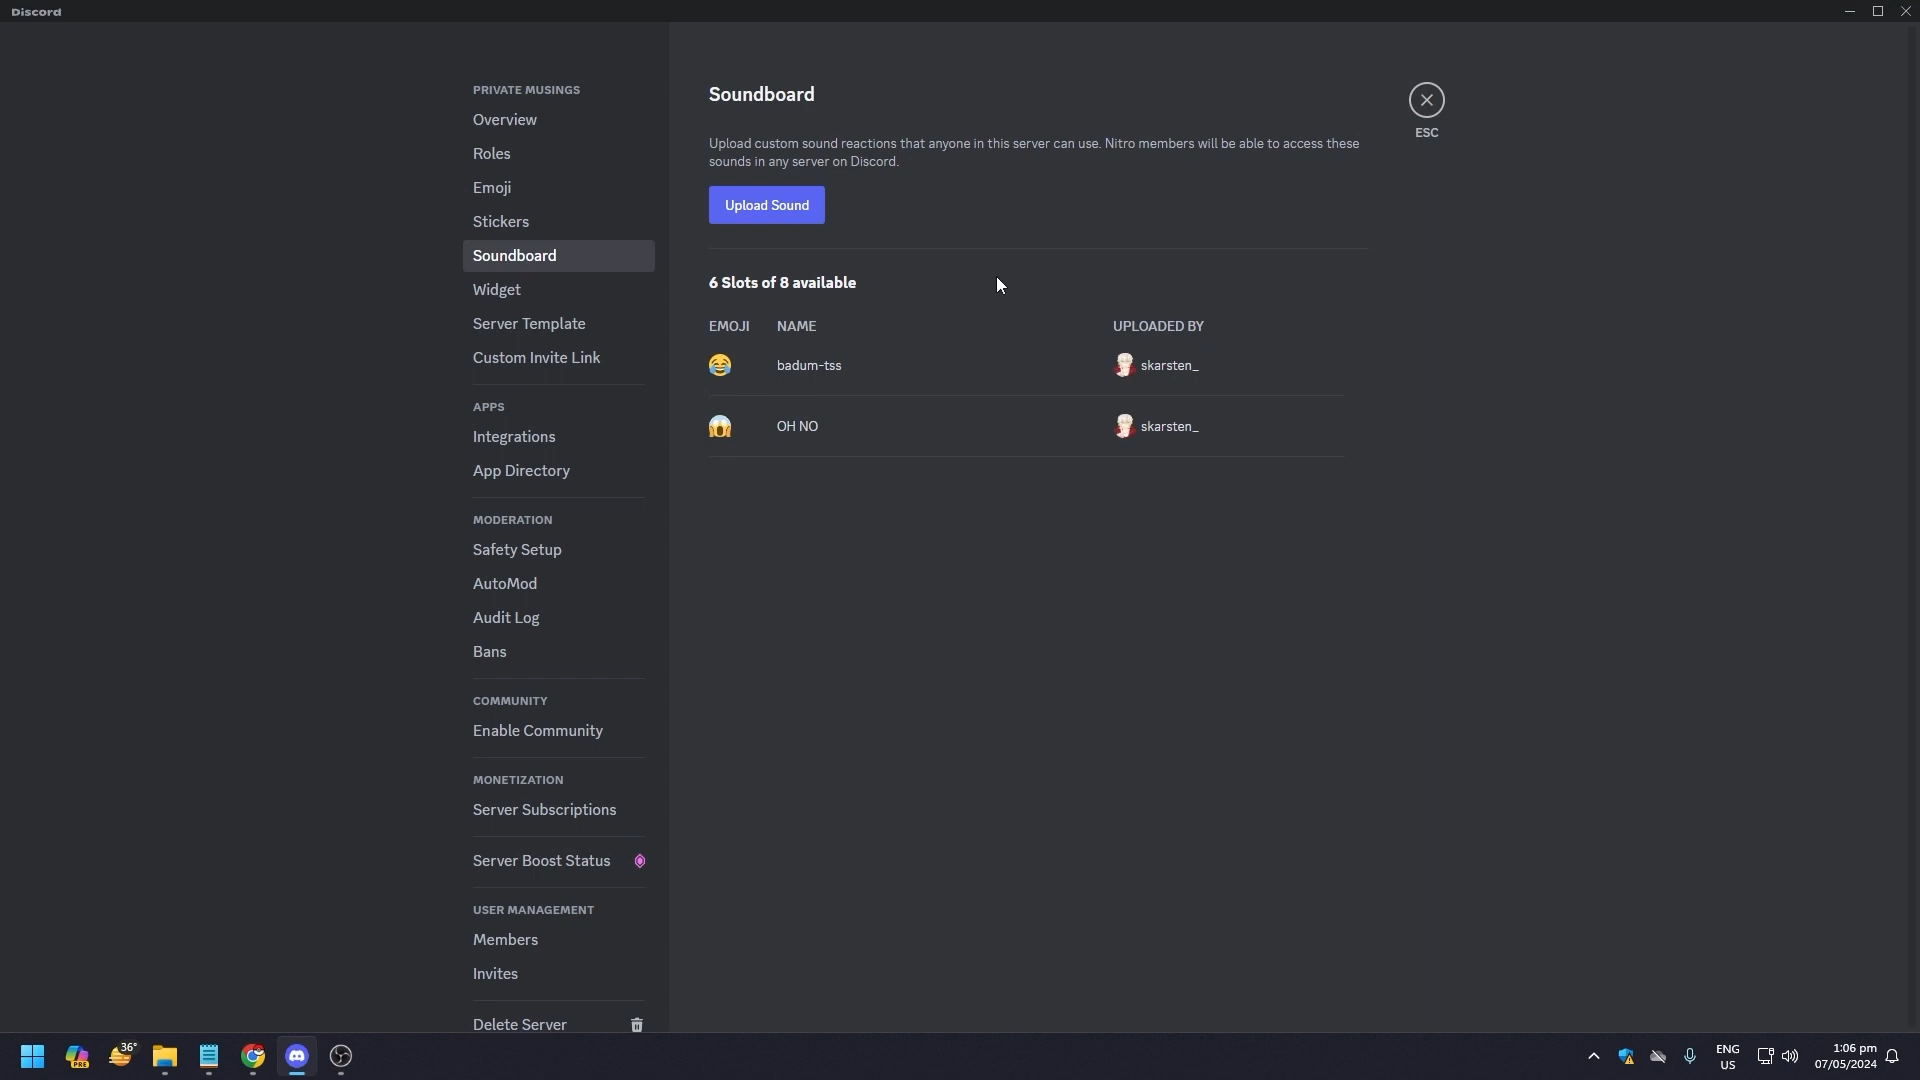 Discord
PRIVATE MUSINGS
Overview
Roles
Emoji
Stickers
Soundboard
Widget
Server Template
Custom Invite Link
APPS
Integrations
App Directory
MODERATION
Safety Setup
AutoMod
Audit Log
Bans
COMMUNITY
Enable Community
MONETIZATION
Server Subscriptions
Server Boost Status
USER MANAGEMENT
Members
Invites
Delete Server
Soundboard
Upload custom sound reactions that anyone in this server can use. Nitro members will be able to access these
sounds in any server on Discord.
Upload Sound
6 Slots of 8 available
EMOJI NAME UPLOADED BY
badum-tss skarsten_
OH NO skarsten_
ESC
PRE
36°
ENG
US
1:06 pm
07/05/2024